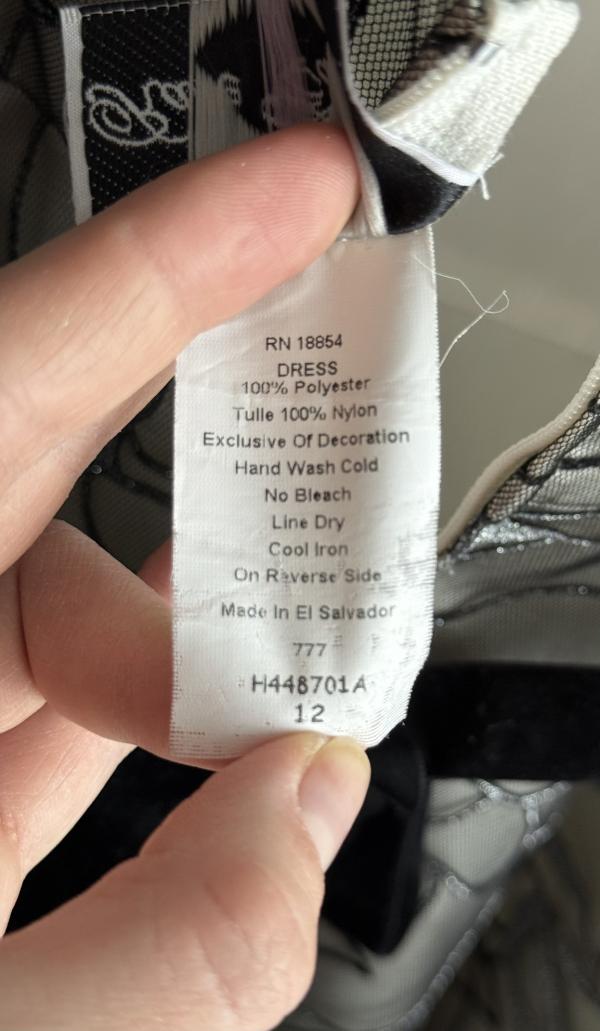 RN 18854
DRESS
100% Polyester
Tulle 100% Nylon
Exclusive Of Decoration
Hand Wash Cold
No Bleach
Line Dry
Cool Iron
On Reverse Side
Made In El Salvador
777
H448701A
12